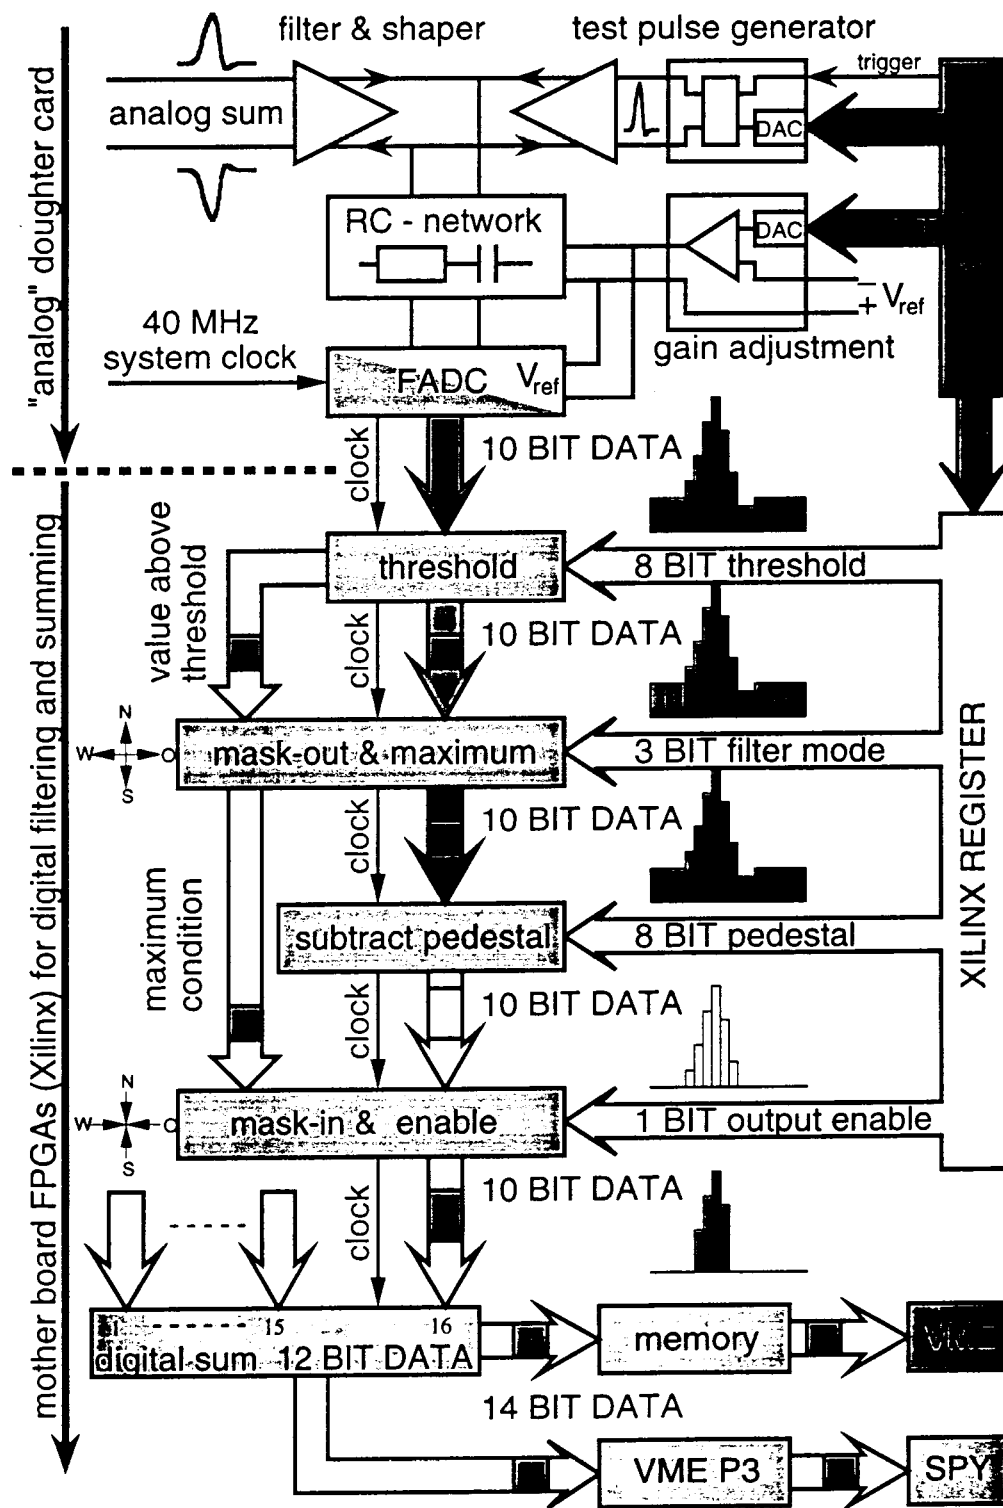 filter & shaper
test pulse generator
trigger
analog sum
DAC
RC - network
DAC
− Vref
+
40 MHz
system clock
gain adjustment
FADC Vref
"analog" doughter card
clock
10 BIT DATA
threshold
8 BIT threshold
value above
threshold
clock
10 BIT DATA
N
W O
S
mask-out & maximum
3 BIT filter mode
clock
10 BIT DATA
maximum
condition
subtract pedestal
8 BIT pedestal
XILINX REGISTER
clock
10 BIT DATA
N
W O
S
mask-in & enable
1 BIT output enable
clock
10 BIT DATA
mother board FPGAs (Xilinx) for digital filtering and summing
1 15 16
digital sum 12 BIT DATA
memory
VME
14 BIT DATA
VME P3
SPY